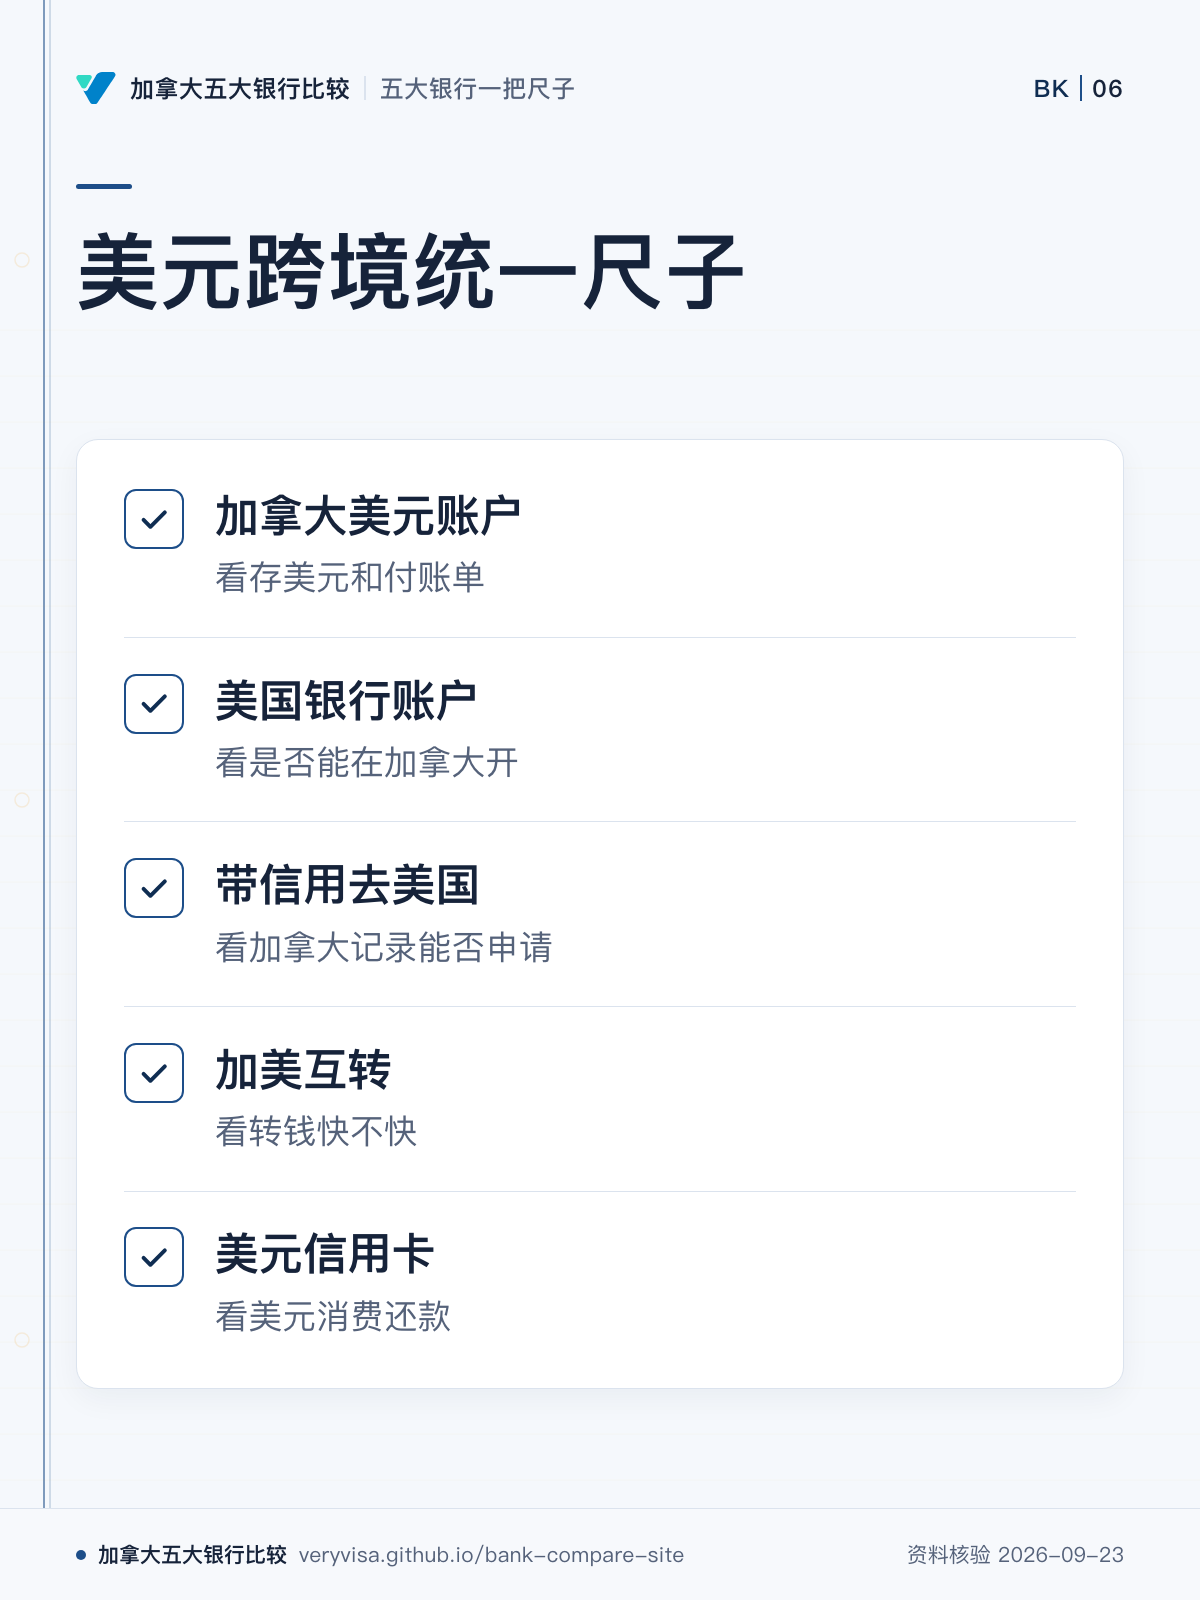 加拿大五大银行比较 | 五大银行一把尺子
BK | 06
美元跨境统一尺子
加拿大美元账户
看存美元和付账单
美国银行账户
看是否能在加拿大开
带信用去美国
看加拿大记录能否申请
加美互转
看转钱快不快
美元信用卡
看美元消费还款
加拿大五大银行比较 veryvisa.github.io/bank-compare-site
资料核验 2026-09-23